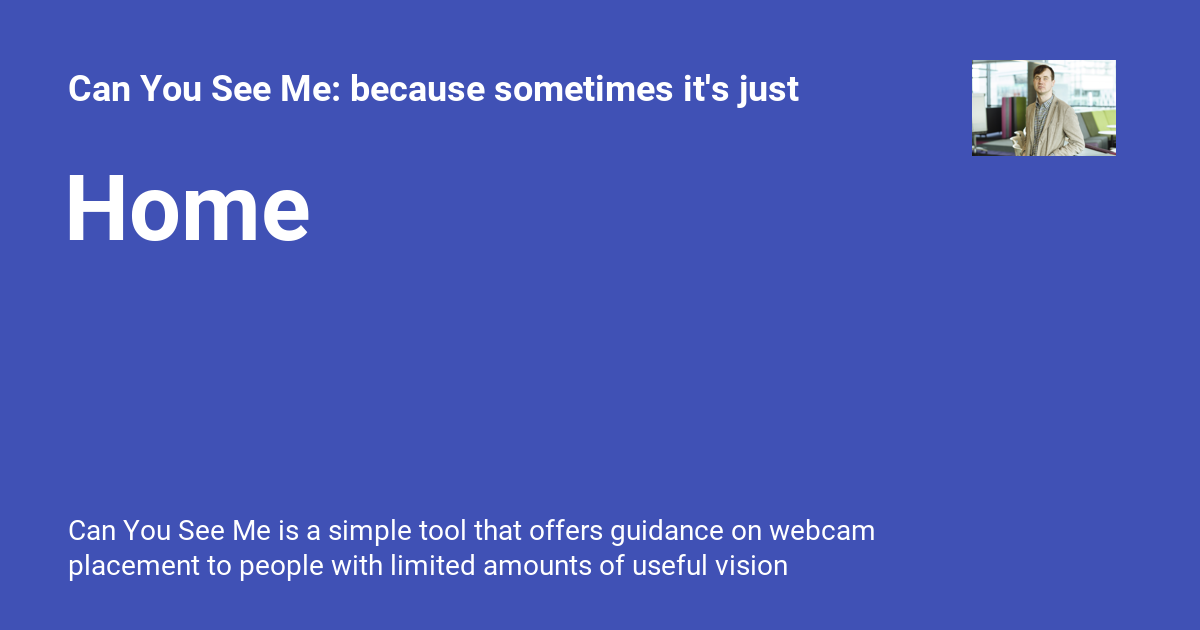 Can You See Me: because sometimes it's just
Home
Can You See Me is a simple tool that offers guidance on webcam
placement to people with limited amounts of useful vision